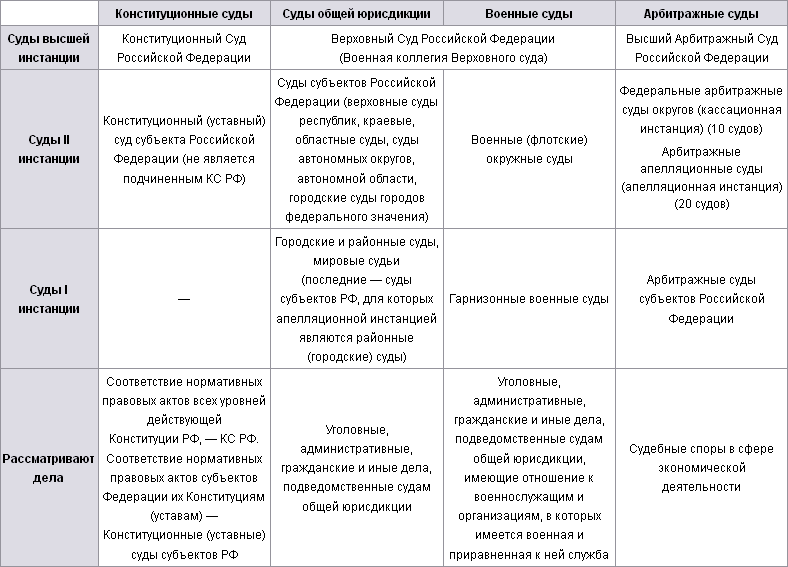 Конституционные суды
Суды общей юрисдикции
Военные суды
Арбитражные суды
Суды высшей
инстанции
Конституционный Суд
Российской Федерации
Верховный Суд Российской Федерации
(Военная коллегия Верховного суда)
Высший Арбитражный Суд
Российской Федерации
Суды II
инстанции
Конституционный (уставный)
суд субъекта Российской
Федерации (не является
подчиненным КС РФ)
Суды субъектов Российской
Федерации (верховные суды
республик, краевые,
областные суды, суды
автономных округов,
автономной области,
городские суды городов
федерального значения)
Военные (флотские)
окружные суды
Федеральные арбитражные
суды округов (кассационная
инстанция) (10 судов)
Арбитражные
апелляционные суды
(апелляционная инстанция)
(20 судов)
Суды I
инстанции
—
Городские и районные суды,
мировые судьи
(последние — суды
субъектов РФ, для которых
апелляционной инстанцией
являются районные
(городские) суды)
Гарнизонные военные суды
Арбитражные суды
субъектов Российской
Федерации
Рассматривают
дела
Соответствие нормативных
правовых актов всех уровней
действующей
Конституции РФ, — КС РФ.
Соответствие нормативных
правовых актов субъектов
Федерации их Конституциям
(уставам) —
Конституционные (уставные)
суды субъектов РФ
Уголовные,
административные,
гражданские и иные дела,
подведомственные судам
общей юрисдикции
Уголовные,
административные,
гражданские и иные дела,
подведомственные судам
общей юрисдикции,
имеющие отношение к
военнослужащим и
организациям, в которых
имеется военная и
приравненная к ней служба
Судебные споры в сфере
экономической
деятельности